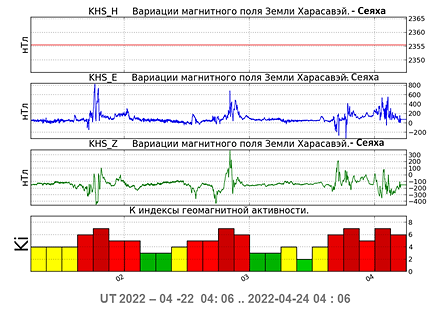 KHS_H Вариации магнитного поля Земли Харасавэй. - Сеяха
нТл
2365
2360
2355
2350
KHS_E Вариации магнитного поля Земли Харасавэй. - Сеяха
нТл
800
600
400
200
0
−200
KHS_Z Вариации магнитного поля Земли Харасавэй. - Сеяха
нТл
300
200
100
0
−100
−200
−300
−400
К индексы геомагнитной активности.
Ki
8
6
4
2
0
02
03
04
UT 2022 – 04 -22 04: 06 .. 2022-04-24 04 : 06